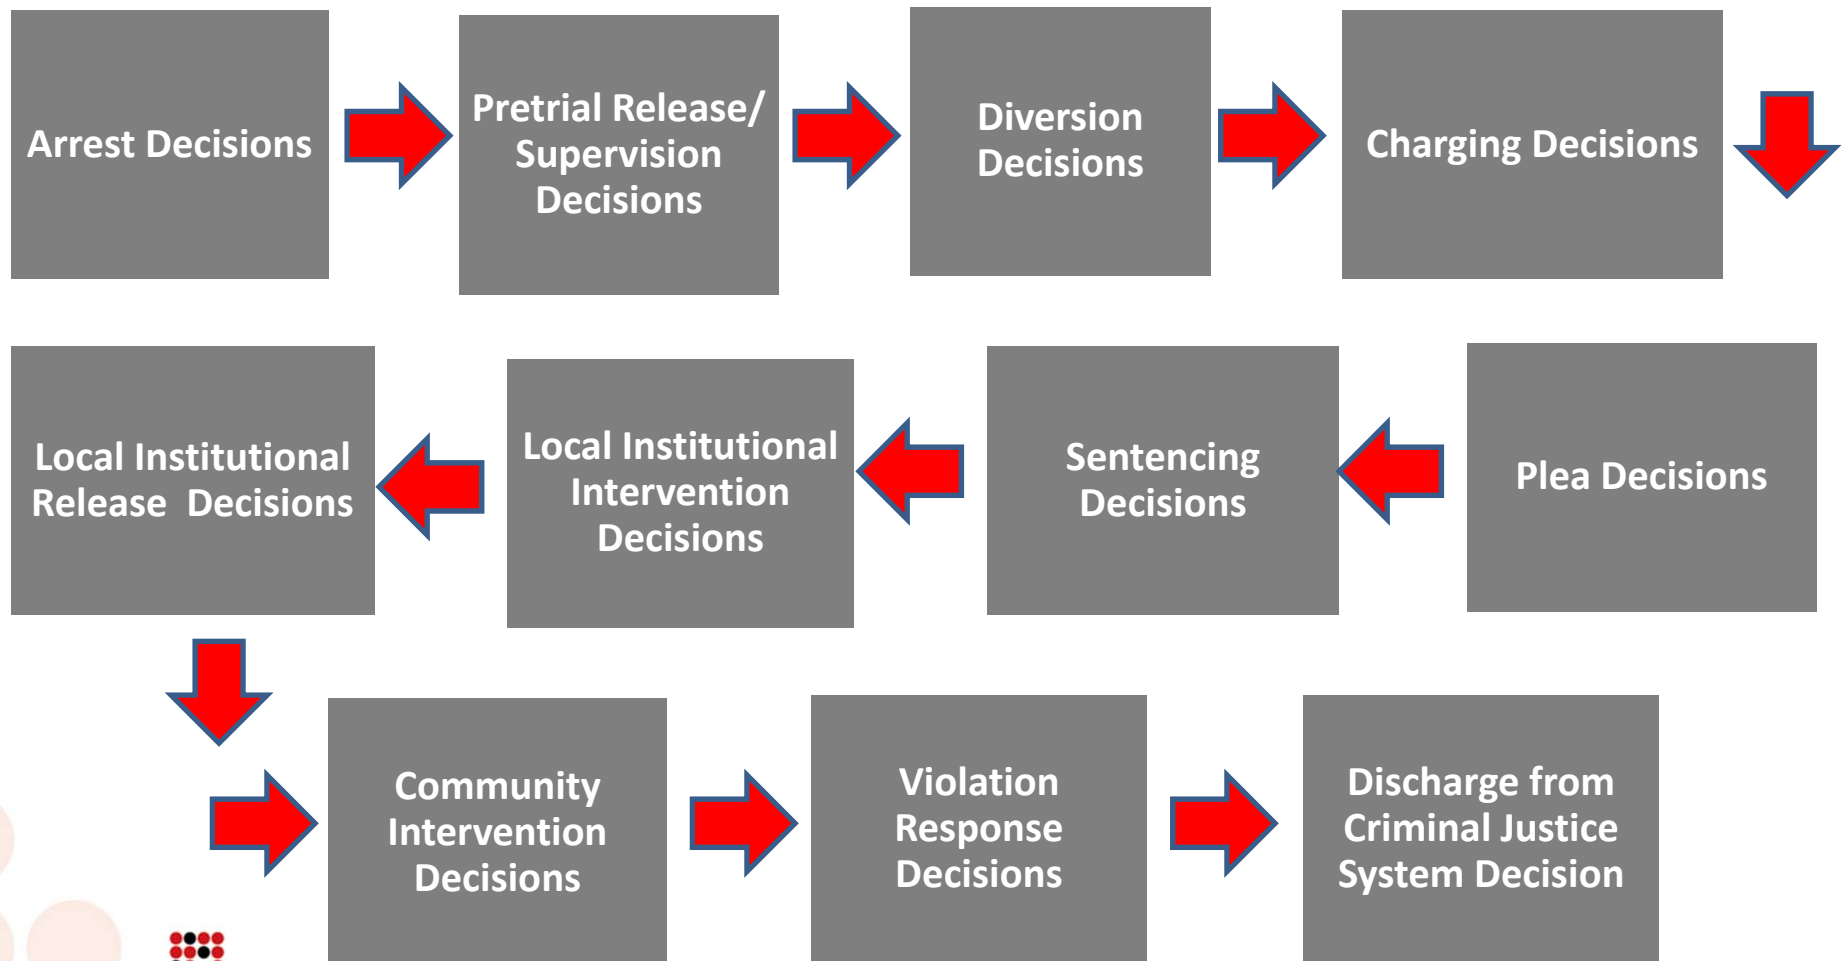 Arrest Decisions
Pretrial Release/
Supervision
Decisions
Diversion
Decisions
Charging Decisions
Plea Decisions
Sentencing
Decisions
Local Institutional
Intervention
Decisions
Local Institutional
Release  Decisions
Community
Intervention
Decisions
Violation
Response
Decisions
Discharge from
Criminal Justice
System Decision